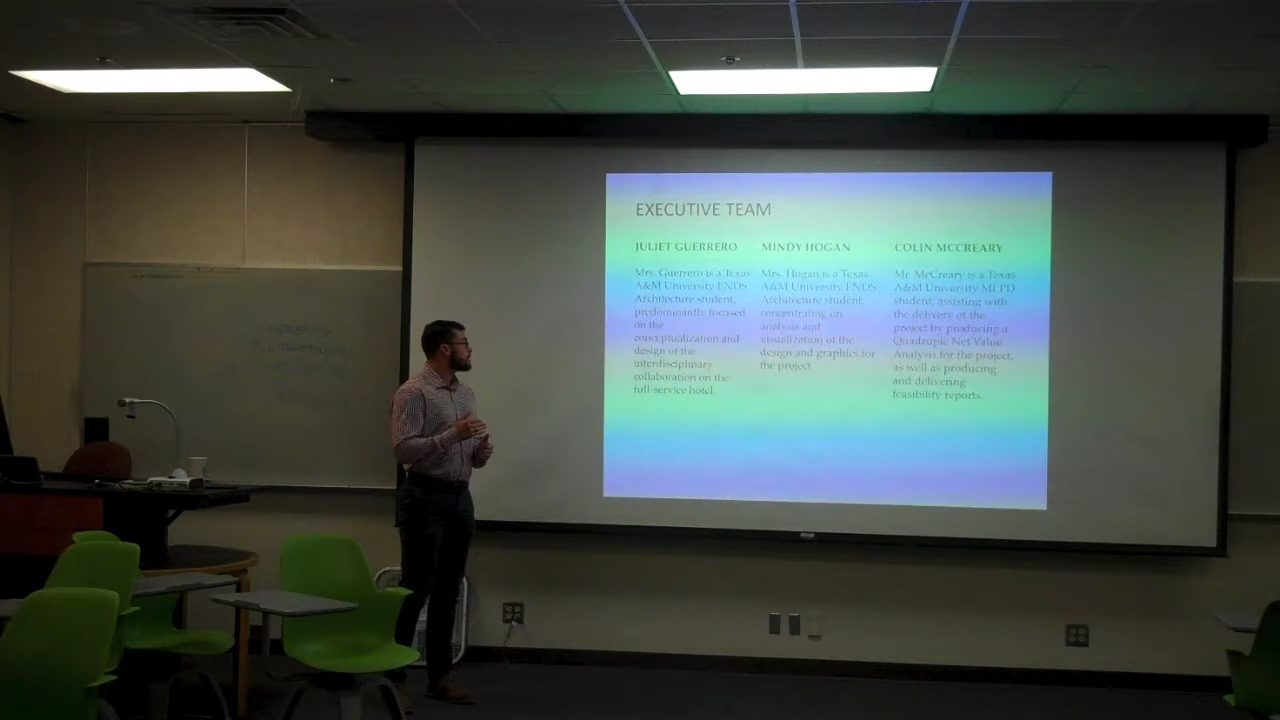 EXECUTIVE TEAM
JULIET GUERRERO
Mrs. Guerrero is a Texas
A&M University ENDS
Architecture student,
predominantly focused
on the
conceptualization and
design of the
interdisciplinary
collaboration on the
full-service hotel.
MINDY HOGAN
Mrs. Hogan is a Texas
A&M University ENDS
Architecture student,
concentrating on
analysis and
visualization of the
design and graphics for
the project.
COLIN MCCREARY
Mr. McCreary is a Texas
A&M University MLPD
student, assisting with
the delivery of the
project by producing a
Quadruple Net Value
Analysis for the project,
as well as producing
and delivering
feasibility reports.